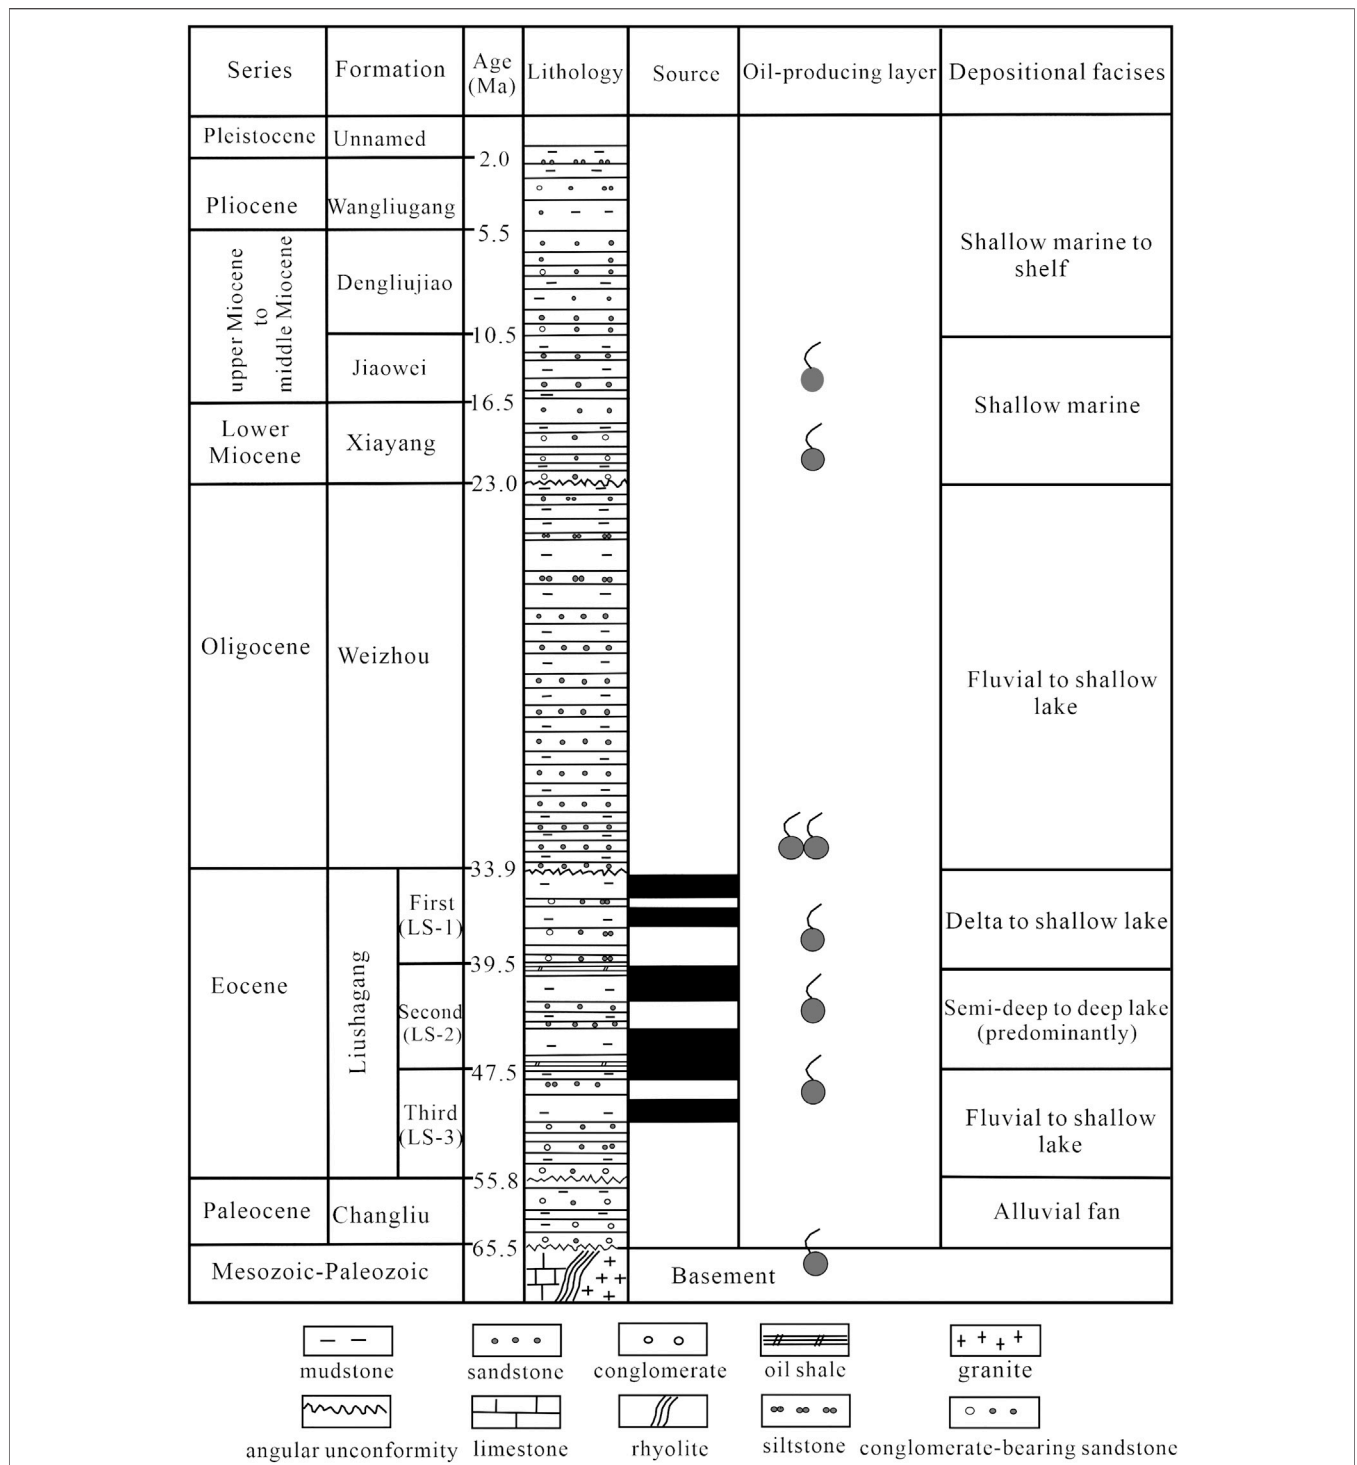 Series
Formation
Age
(Ma)
Lithology
Source
Oil-producing layer
Depositional facises
Pleistocene
Unnamed
2.0
Pliocene
Wangliugang
5.5
upper Miocene
to
middle Miocene
Dengliujiao
Shallow marine to
shelf
10.5
Jiaowei
Shallow marine
16.5
Lower
Miocene
Xiayang
23.0
Oligocene
Weizhou
Fluvial to shallow
lake
33.9
Eocene
Liushagang
First
(LS-1)
Delta to shallow lake
39.5
Second
(LS-2)
Semi-deep to deep lake
(predominantly)
47.5
Third
(LS-3)
Fluvial to shallow
lake
55.8
Paleocene
Changliu
Alluvial fan
65.5
Mesozoic-Paleozoic
Basement
mudstone
sandstone
conglomerate
oil shale
granite
angular unconformity
limestone
rhyolite
siltstone
conglomerate-bearing sandstone